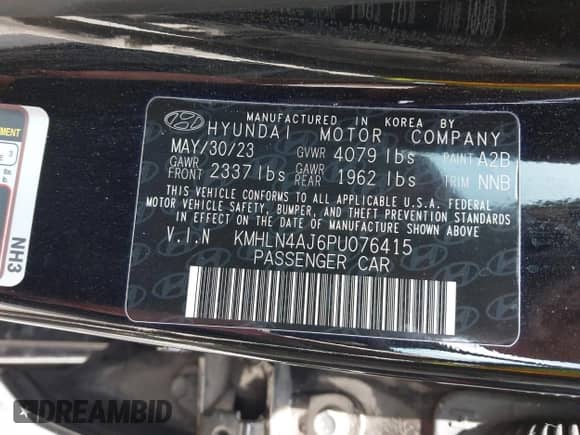 MANUFACTURED IN KOREA BY
HYUNDAI MOTOR COMPANY
MAY/30/23 GVWR 4079 lbs PAINT A2B
GAWR FRONT 2337 lbs GAWR REAR 1962 lbs TRIM NNB
THIS VEHICLE CONFORMS TO ALL APPLICABLE U.S.A. FEDERAL
MOTOR VEHICLE SAFETY, BUMPER, AND THEFT PREVENTION STANDARDS
IN EFFECT ON THE DATE OF MANUFACTURE SHOWN ABOVE
V.I.N KMHLN4AJ6PU076415
PASSENGER CAR
NH3
DREAMBID